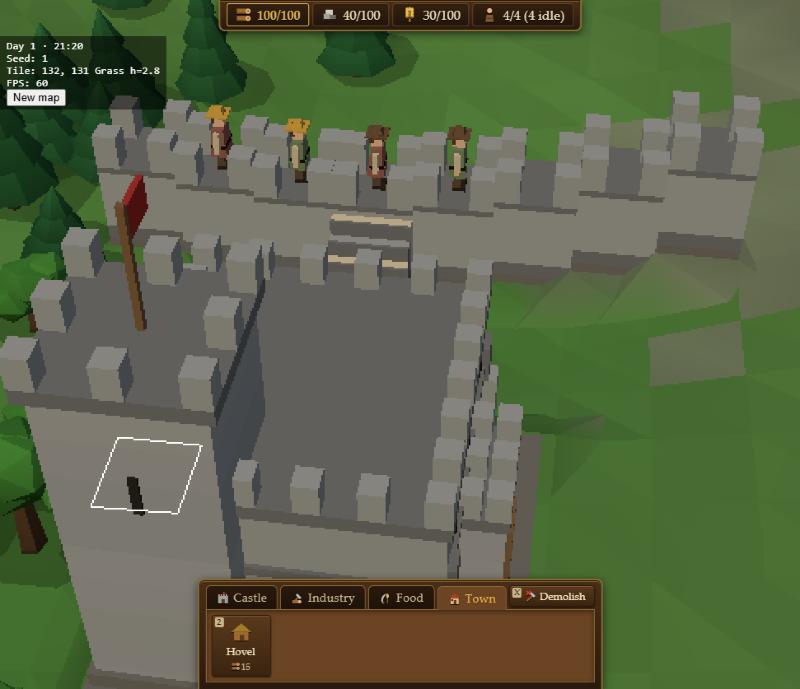 100/100 40/100 30/100 4/4 (4 idle)
Day 1 · 21:20
Seed: 1
Tile: 132, 131 Grass h=2.8
FPS: 60
New map
Castle Industry Food Town X Demolish
2
Hovel
15